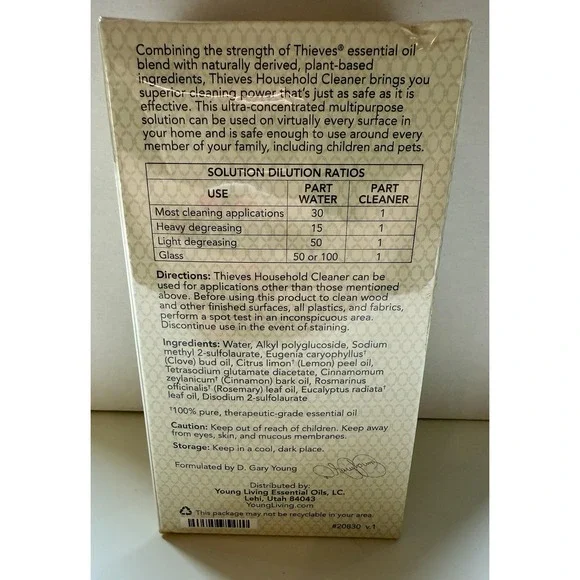 Combining the strength of Thieves® essential oil
blend with naturally derived, plant-based
ingredients, Thieves Household Cleaner brings you
superior cleaning power that's just as safe as it is
effective. This ultra-concentrated multipurpose
solution can be used on virtually every surface in
your home and is safe enough to use around every
member of your family, including children and pets.
SOLUTION DILUTION RATIOS
USE PART WATER PART CLEANER
Most cleaning applications 30 1
Heavy degreasing 15 1
Light degreasing 50 1
Glass 50 or 100 1
Directions: Thieves Household Cleaner can be
used for applications other than those mentioned
above. Before using this product to clean wood
and other finished surfaces, all plastics, and fabrics,
perform a spot test in an inconspicuous area.
Discontinue use in the event of staining.
Ingredients: Water, Alkyl polyglucoside, Sodium
methyl 2-sulfolaurate, Eugenia caryophyllus†
(Clove) bud oil, Citrus limon† (Lemon) peel oil,
Tetrasodium glutamate diacetate, Cinnamomum
zeylanicum† (Cinnamon) bark oil, Rosmarinus
officinalis† (Rosemary) leaf oil, Eucalyptus radiata†
leaf oil, Disodium 2-sulfolaurate
†100% pure, therapeutic-grade essential oil
Caution: Keep out of reach of children. Keep away
from eyes, skin, and mucous membranes.
Storage: Keep in a cool, dark place.
Formulated by D. Gary Young
Distributed by:
Young Living Essential Oils, LC.
Lehi, Utah 84043
YoungLiving.com
This package may not be recyclable in your area.
#20830 v.1